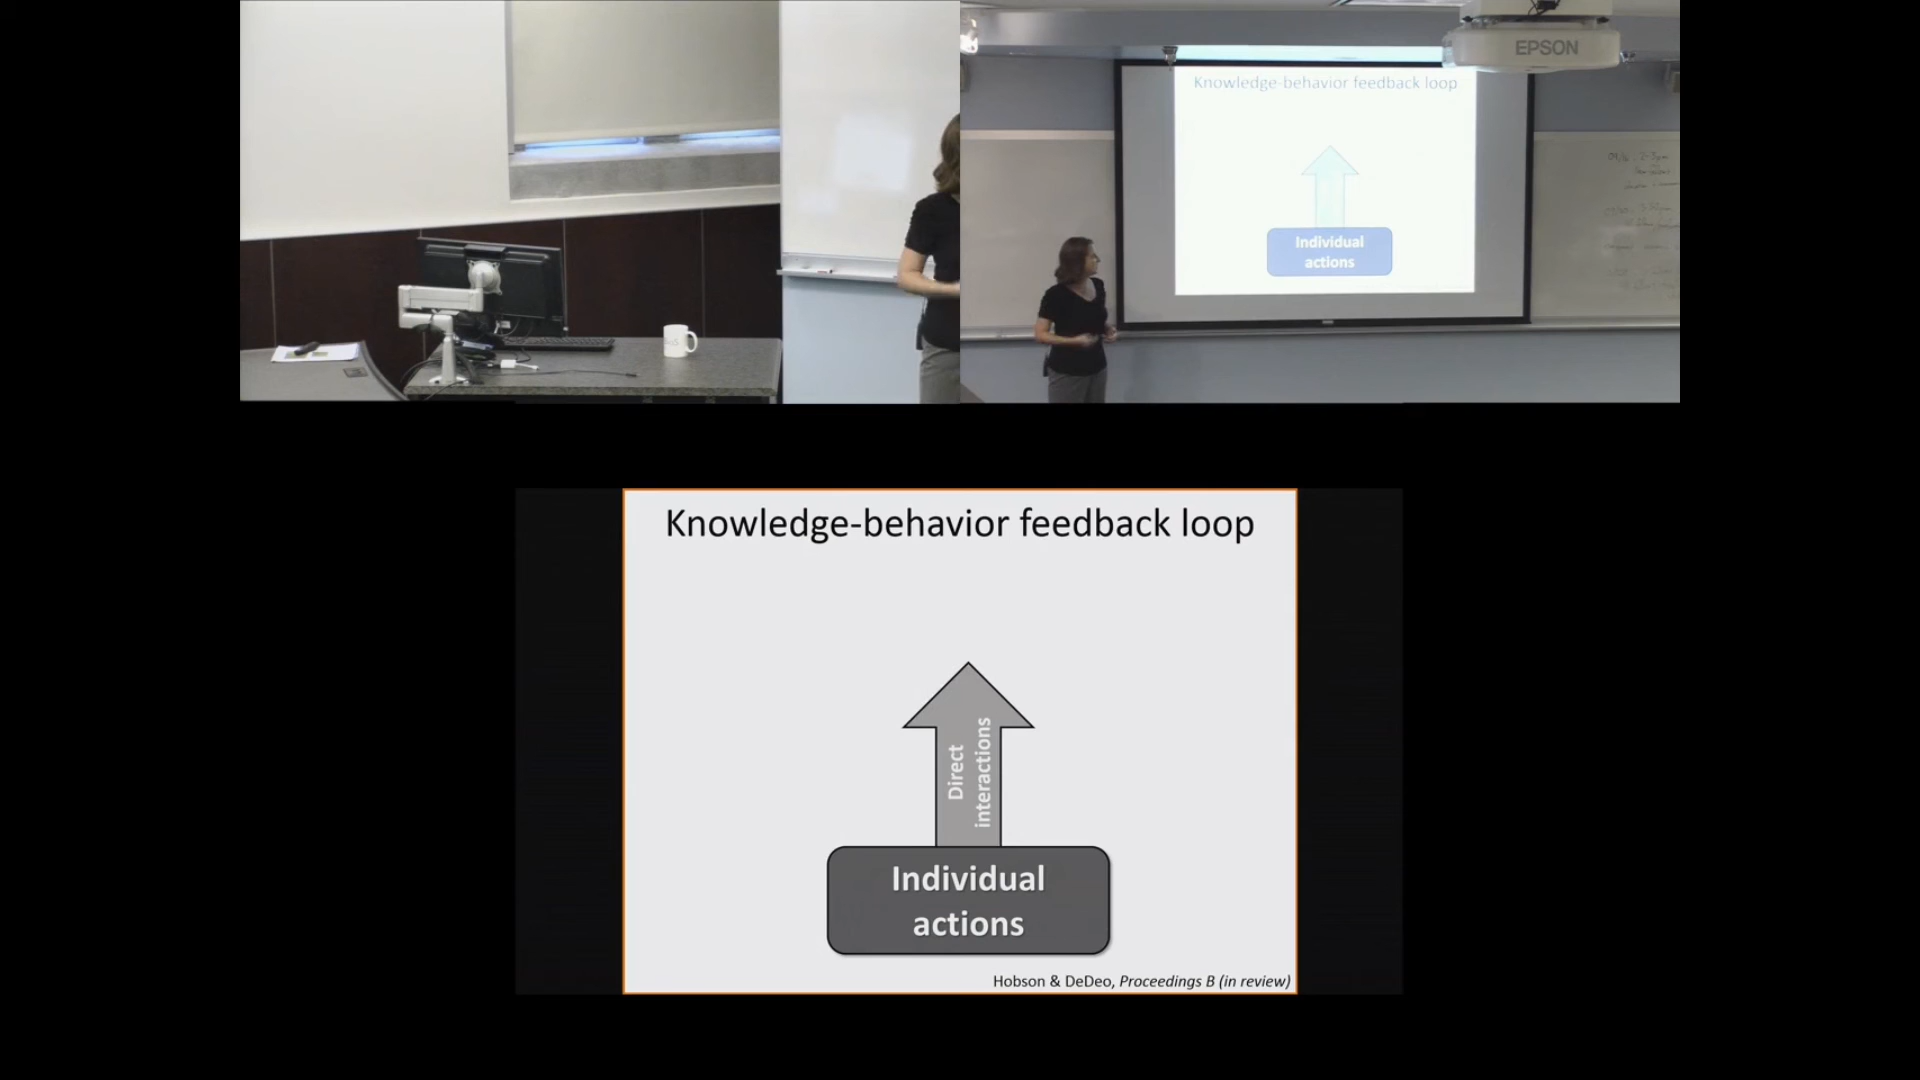 EPSON
Knowledge-behavior feedback loop
Individual
actions
Knowledge-behavior feedback loop
Direct
interactions
Individual
actions
Hobson & DeDeo, Proceedings B (in review)